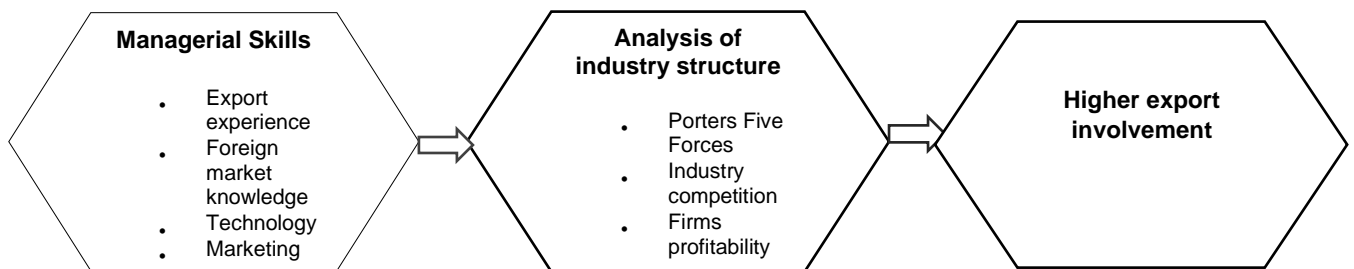 Managerial Skills
• Export
experience
• Foreign
market
knowledge
• Technology
• Marketing
Analysis of
industry structure
• Porters Five
Forces
• Industry
competition
• Firms
profitability
Higher export
involvement